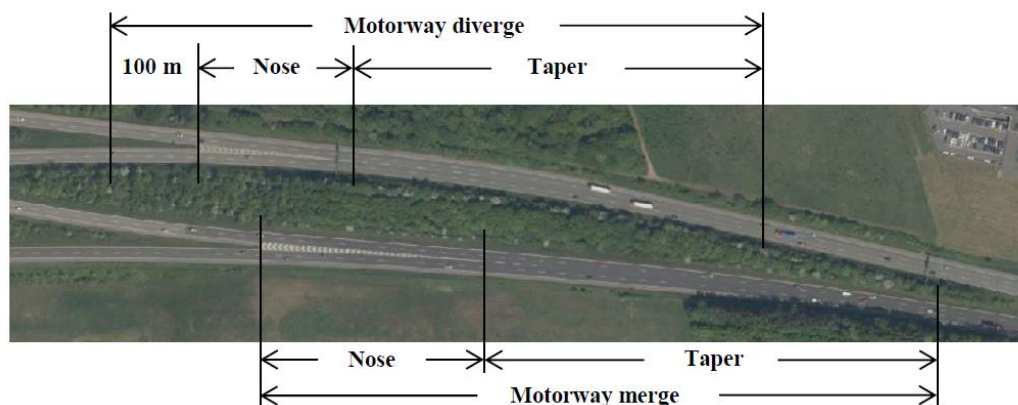 Motorway diverge
100 m
Nose
Taper
Nose
Taper
Motorway merge